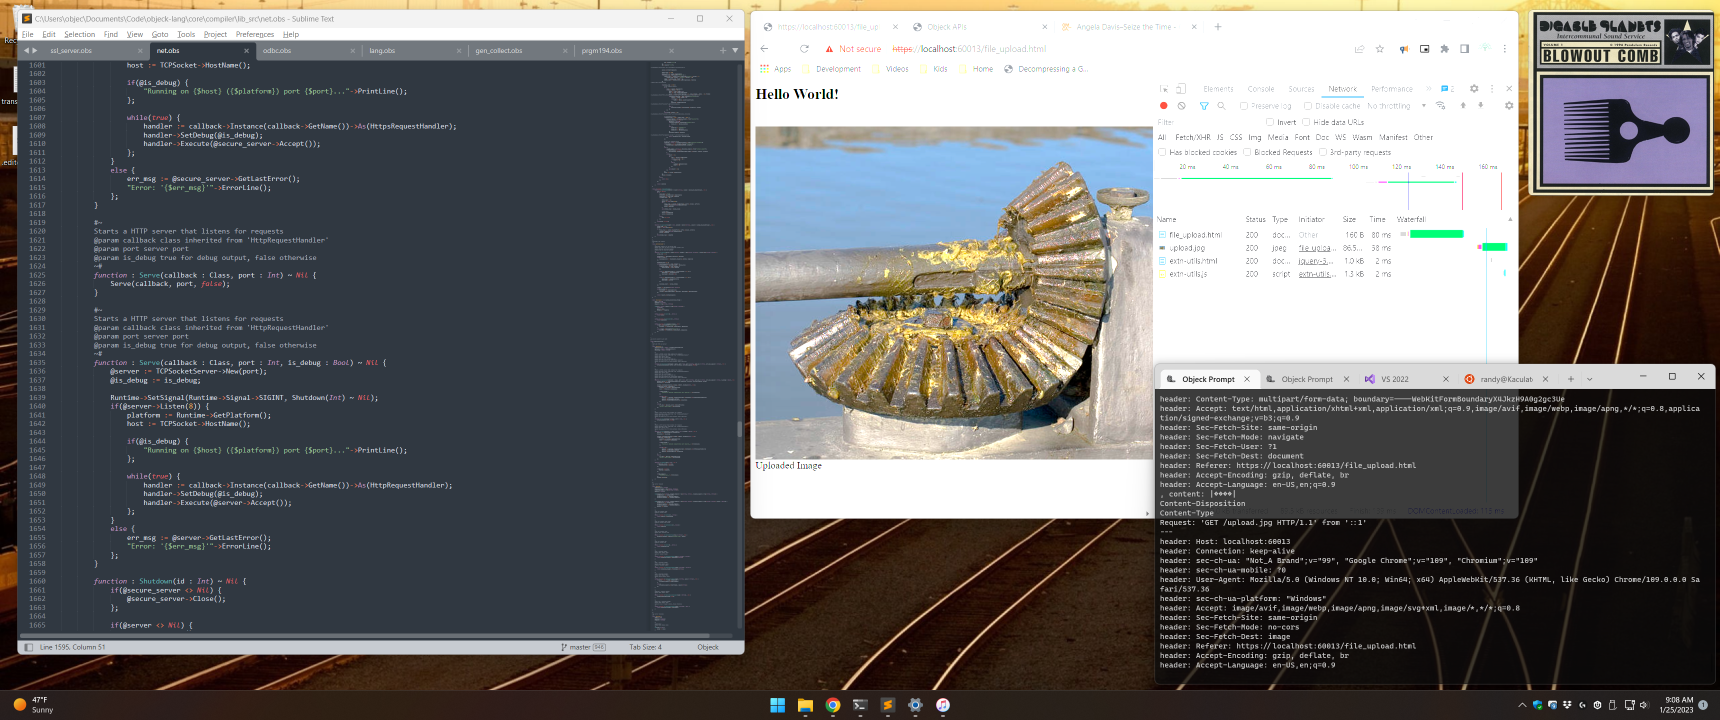 C:\Users\objec\Documents\Code\objeck-lang\core\compiler\lib_src\net.obs - Sublime Text
File Edit Selection Find View Goto Tools Project Preferences Help
ssl_server.obs net.obs odbc.obs lang.obs gen_collect.obs prgm194.obs
1601 host := TCPSocket->HostName();
1602
1603 if(@is_debug) {
1604 "Running on {$host} ({$platform}) port {$port}..."->PrintLine();
1605 };
1606
1607 while(true) {
1608 handler := callback->Instance(callback->GetName())->As(HttpsRequestHandler);
1609 handler->SetDebug(@is_debug);
1610 handler->Execute(@secure_server->Accept());
1611 };
1612 }
1613 else {
1614 err_msg := @secure_server->GetLastError();
1615 "Error: '{$err_msg}'"->ErrorLine();
1616 };
1617 }
1618
1619 #~
1620 Starts a HTTP server that listens for requests
1621 @param callback class inherited from 'HttpRequestHandler'
1622 @param port server port
1623 @param is_debug true for debug output, false otherwise
1624 ~#
1625 function : Serve(callback : Class, port : Int) ~ Nil {
1626 Serve(callback, port, false);
1627 }
1628
1629 #~
1630 Starts a HTTP server that listens for requests
1631 @param callback class inherited from 'HttpRequestHandler'
1632 @param port server port
1633 @param is_debug true for debug output, false otherwise
1634 ~#
1635 function : Serve(callback : Class, port : Int, is_debug : Bool) ~ Nil {
1636 @server := TCPSocketServer->New(port);
1637 @is_debug := is_debug;
1638
1639 Runtime->SetSignal(Runtime->Signal->SIGINT, Shutdown(Int) ~ Nil);
1640 if(@server->Listen(8)) {
1641 platform := Runtime->GetPlatform();
1642 host := TCPSocket->HostName();
1643
1644 if(@is_debug) {
1645 "Running on {$host} ({$platform}) port {$port}..."->PrintLine();
1646 };
1647
1648 while(true) {
1649 handler := callback->Instance(callback->GetName())->As(HttpRequestHandler);
1650 handler->SetDebug(@is_debug);
1651 handler->Execute(@server->Accept());
1652 };
1653 }
1654 else {
1655 err_msg := @server->GetLastError();
1656 "Error: '{$err_msg}'"->ErrorLine();
1657 };
1658 }
1659
1660 function : Shutdown(id : Int) ~ Nil {
1661 if(@secure_server <> Nil) {
1662 @secure_server->Close();
1663 };
1664
1665 if(@server <> Nil) {
Line 1595, Column 51 master Tab Size: 4 Objeck
https://localhost:60013/file_up Objeck APIs Angela Davis-Seize the Time -
Not secure https://localhost:60013/file_upload.html
Apps Development Videos Kids Home Decompressing a G...
Hello World!
Uploaded Image
Elements Console Sources Network Performance
Preserve log Disable cache No throttling
Filter Invert Hide data URLs
All Fetch/XHR JS CSS Img Media Font Doc WS Wasm Manifest Other
Has blocked cookies Blocked Requests 3rd-party requests
20 ms 40 ms 60 ms 80 ms 100 ms 120 ms 140 ms 160 ms
Name Status Type Initiator Size Time Waterfall
file_upload.html 200 doc... Other 160 B 80 ms
upload.jpg 200 jpeg file_uploa... 86.5... 58 ms
extn-utils.html 200 doc... jquery-3... 1.0 kB 2 ms
extn-utils.js 200 script extn-utils... 1.3 kB 2 ms
DIGABLE PLANETS
Intercommunial Sound Service
BLOWOUT COMB
Objeck Prompt Objeck Prompt VS 2022 randy@Kaculat
header: Content-Type: multipart/form-data; boundary=----WebKitFormBoundaryX4JkzH9A0g2gc3Ue
header: Accept: text/html,application/xhtml+xml,application/xml;q=0.9,image/avif,image/webp,image/apng,*/*;q=0.8,applica
tion/signed-exchange;v=b3;q=0.9
header: Sec-Fetch-Site: same-origin
header: Sec-Fetch-Mode: navigate
header: Sec-Fetch-User: ?1
header: Sec-Fetch-Dest: document
header: Referer: https://localhost:60013/file_upload.html
header: Accept-Encoding: gzip, deflate, br
header: Accept-Language: en-US,en;q=0.9
, content: |����|
Content-Disposition
Content-Type
Request: 'GET /upload.jpg HTTP/1.1' from '::1'
---
header: Host: localhost:60013
header: Connection: keep-alive
header: sec-ch-ua: "Not_A Brand";v="99", "Google Chrome";v="109", "Chromium";v="109"
header: sec-ch-ua-mobile: ?0
header: User-Agent: Mozilla/5.0 (Windows NT 10.0; Win64; x64) AppleWebKit/537.36 (KHTML, like Gecko) Chrome/109.0.0.0 Sa
fari/537.36
header: sec-ch-ua-platform: "Windows"
header: Accept: image/avif,image/webp,image/apng,image/svg+xml,image/*,*/*;q=0.8
header: Sec-Fetch-Site: same-origin
header: Sec-Fetch-Mode: no-cors
header: Sec-Fetch-Dest: image
header: Referer: https://localhost:60013/file_upload.html
header: Accept-Encoding: gzip, deflate, br
header: Accept-Language: en-US,en;q=0.9
47°F
Sunny
9:08 AM
1/25/2023